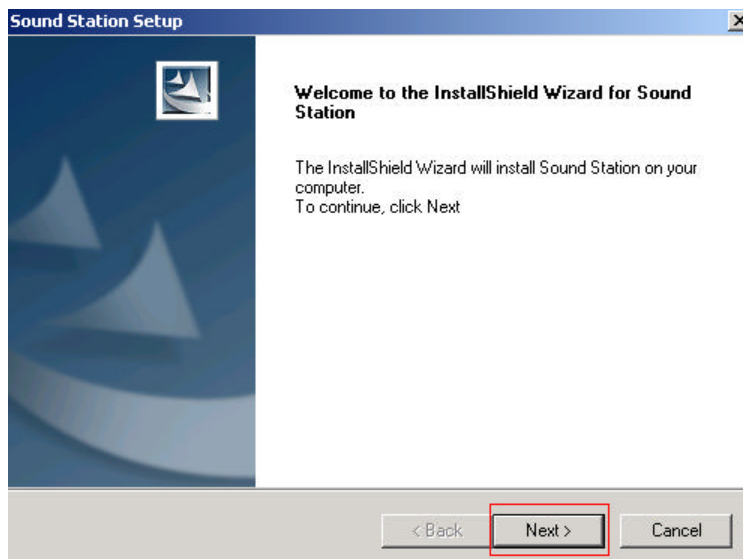 Sound Station Setup
Welcome to the InstallShield Wizard for Sound
Station
The InstallShield Wizard will install Sound Station on your
computer.
To continue, click Next
< Back
Next >
Cancel